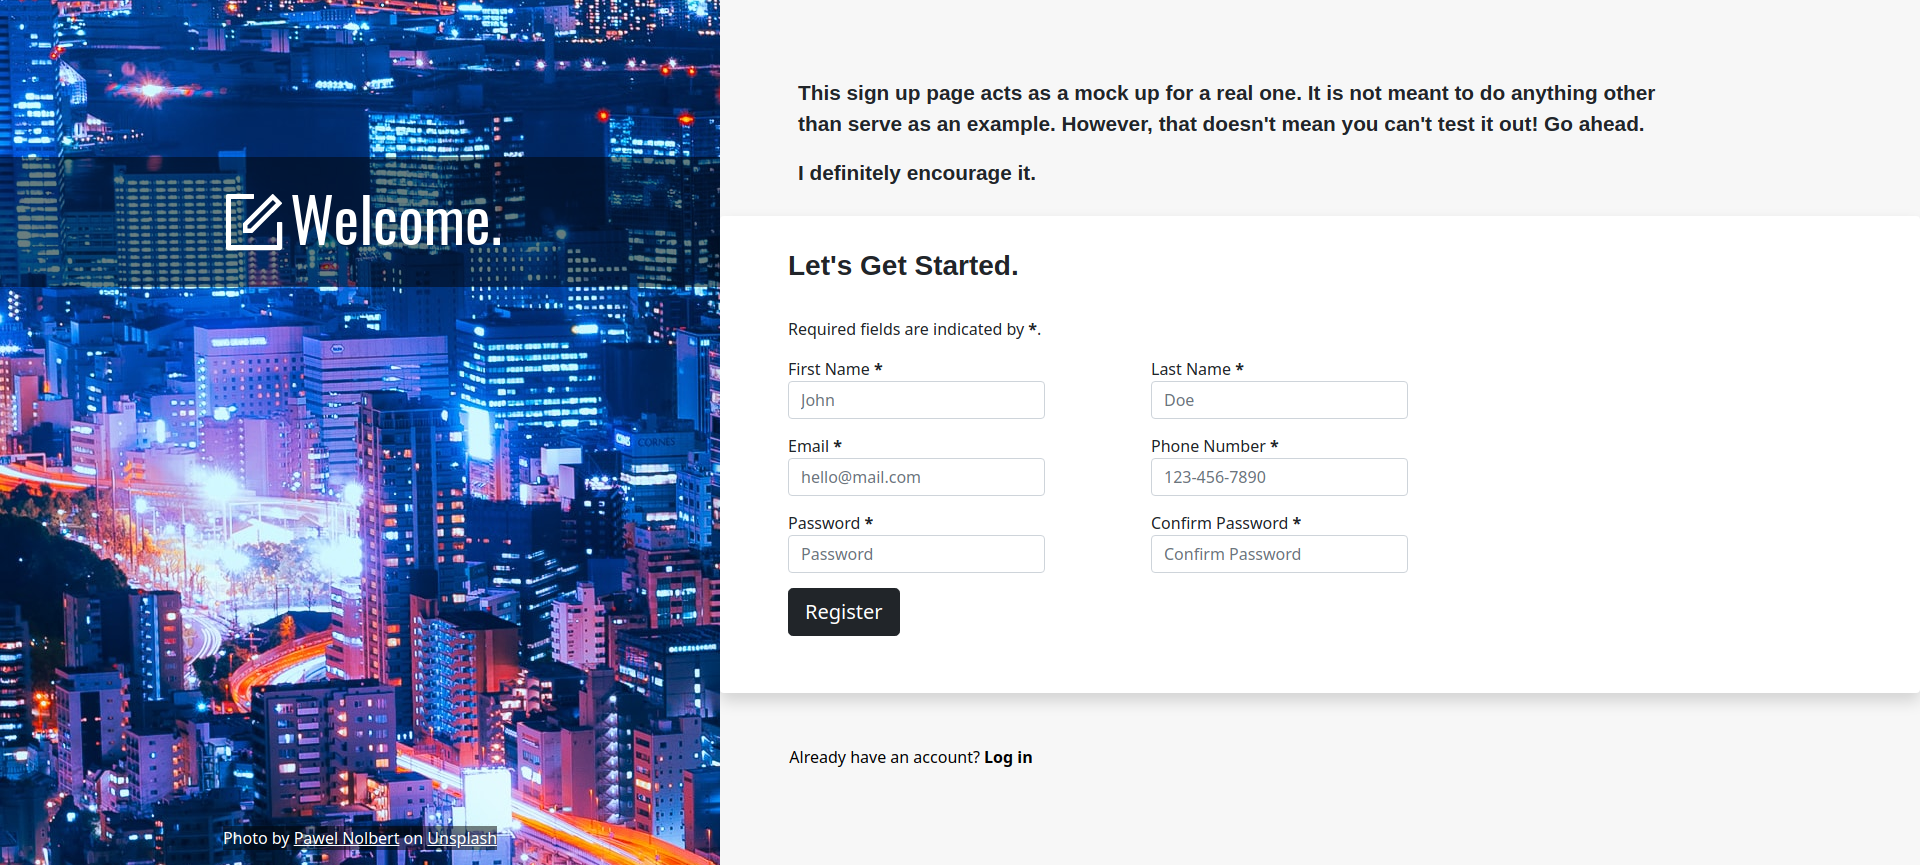 Welcome.
CORNES
Photo by Pawel Nolbert on Unsplash
This sign up page acts as a mock up for a real one. It is not meant to do anything other
than serve as an example. However, that doesn't mean you can't test it out! Go ahead.
I definitely encourage it.
Let's Get Started.
Required fields are indicated by *.
First Name *
Last Name *
John
Doe
Email *
Phone Number *
hello@mail.com
123-456-7890
Password *
Confirm Password *
Password
Confirm Password
Register
Already have an account? Log in